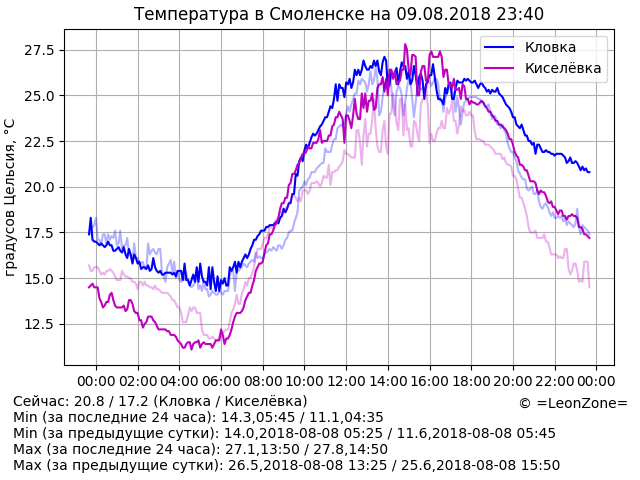 Температура в Смоленске на 09.08.2018 23:40
градусов Цельсия, °C
27.5
25.0
22.5
20.0
17.5
15.0
12.5
Кловка
Киселёвка
00:00 02:00 04:00 06:00 08:00 10:00 12:00 14:00 16:00 18:00 20:00 22:00 00:00
Сейчас: 20.8 / 17.2 (Кловка / Киселёвка)
© =LeonZone=
Min (за последние 24 часа): 14.3,05:45 / 11.1,04:35
Min (за предыдущие сутки): 14.0,2018-08-08 05:25 / 11.6,2018-08-08 05:45
Max (за последние 24 часа): 27.1,13:50 / 27.8,14:50
Max (за предыдущие сутки): 26.5,2018-08-08 13:25 / 25.6,2018-08-08 15:50